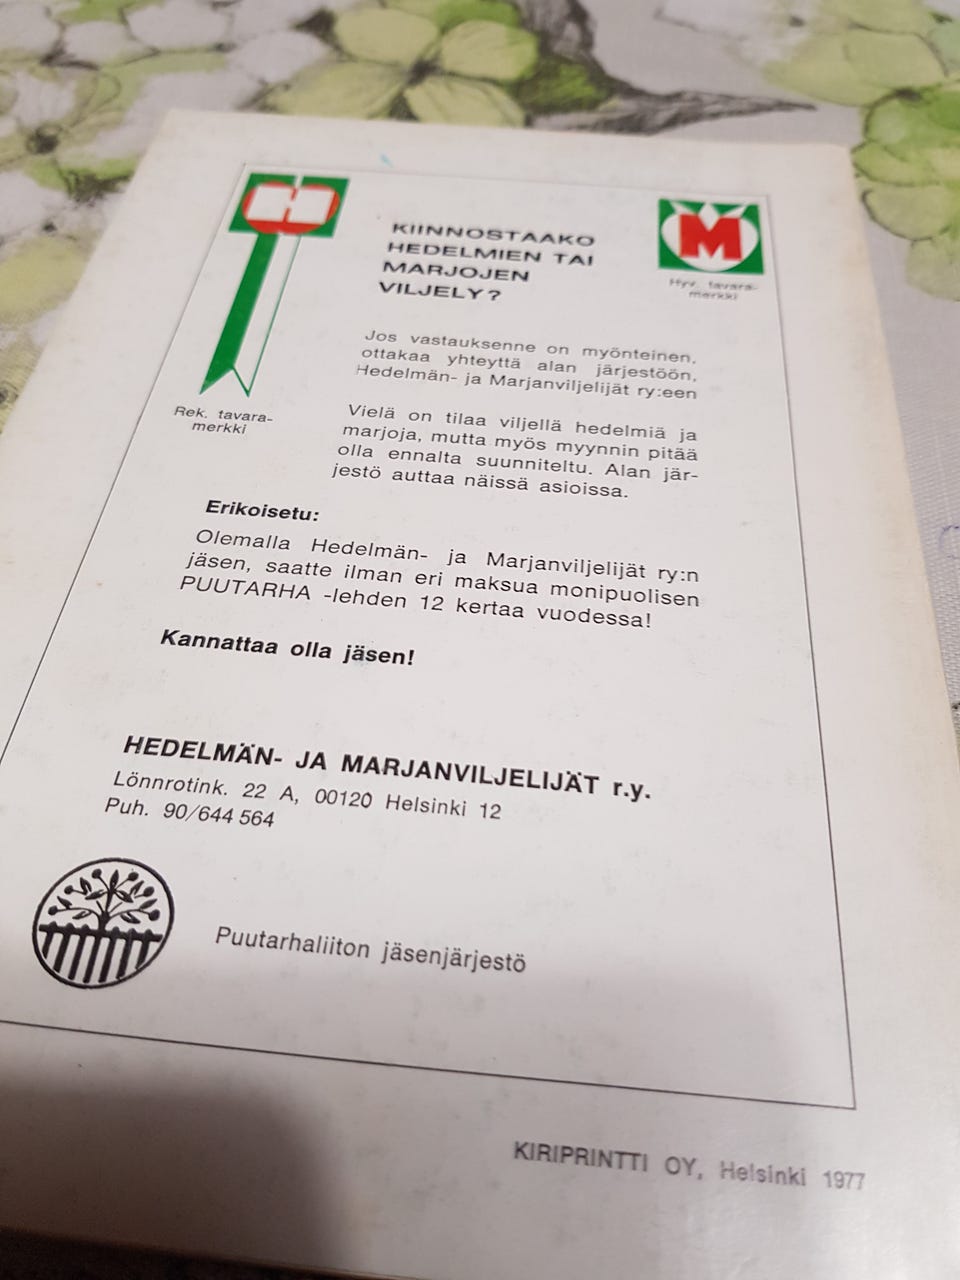 H
KIINNOSTAAKO
HEDELMIEN TAI
MARJOJEN
VILJELY?
M
Hyv. tavara-
merkki
Jos vastauksenne on myönteinen,
ottakaa yhteyttä alan järjestöön,
Hedelmän- ja Marjanviljelijät ry:een
Rek. tavara-
merkki
Vielä on tilaa viljellä hedelmiä ja
marjoja, mutta myös myynnin pitää
olla ennalta suunniteltu. Alan jär-
jestö auttaa näissä asioissa.
Erikoisetu:
Olemalla Hedelmän- ja Marjanviljelijät ry:n
jäsen, saatte ilman eri maksua monipuolisen
PUUTARHA -lehden 12 kertaa vuodessa!
Kannattaa olla jäsen!
HEDELMÄN- JA MARJANVILJELIJÄT r.y.
Lönnrotink. 22 A, 00120 Helsinki 12
Puh. 90/644 564
Puutarhaliiton jäsenjärjestö
KIRIPRINTTI OY, Helsinki 1977